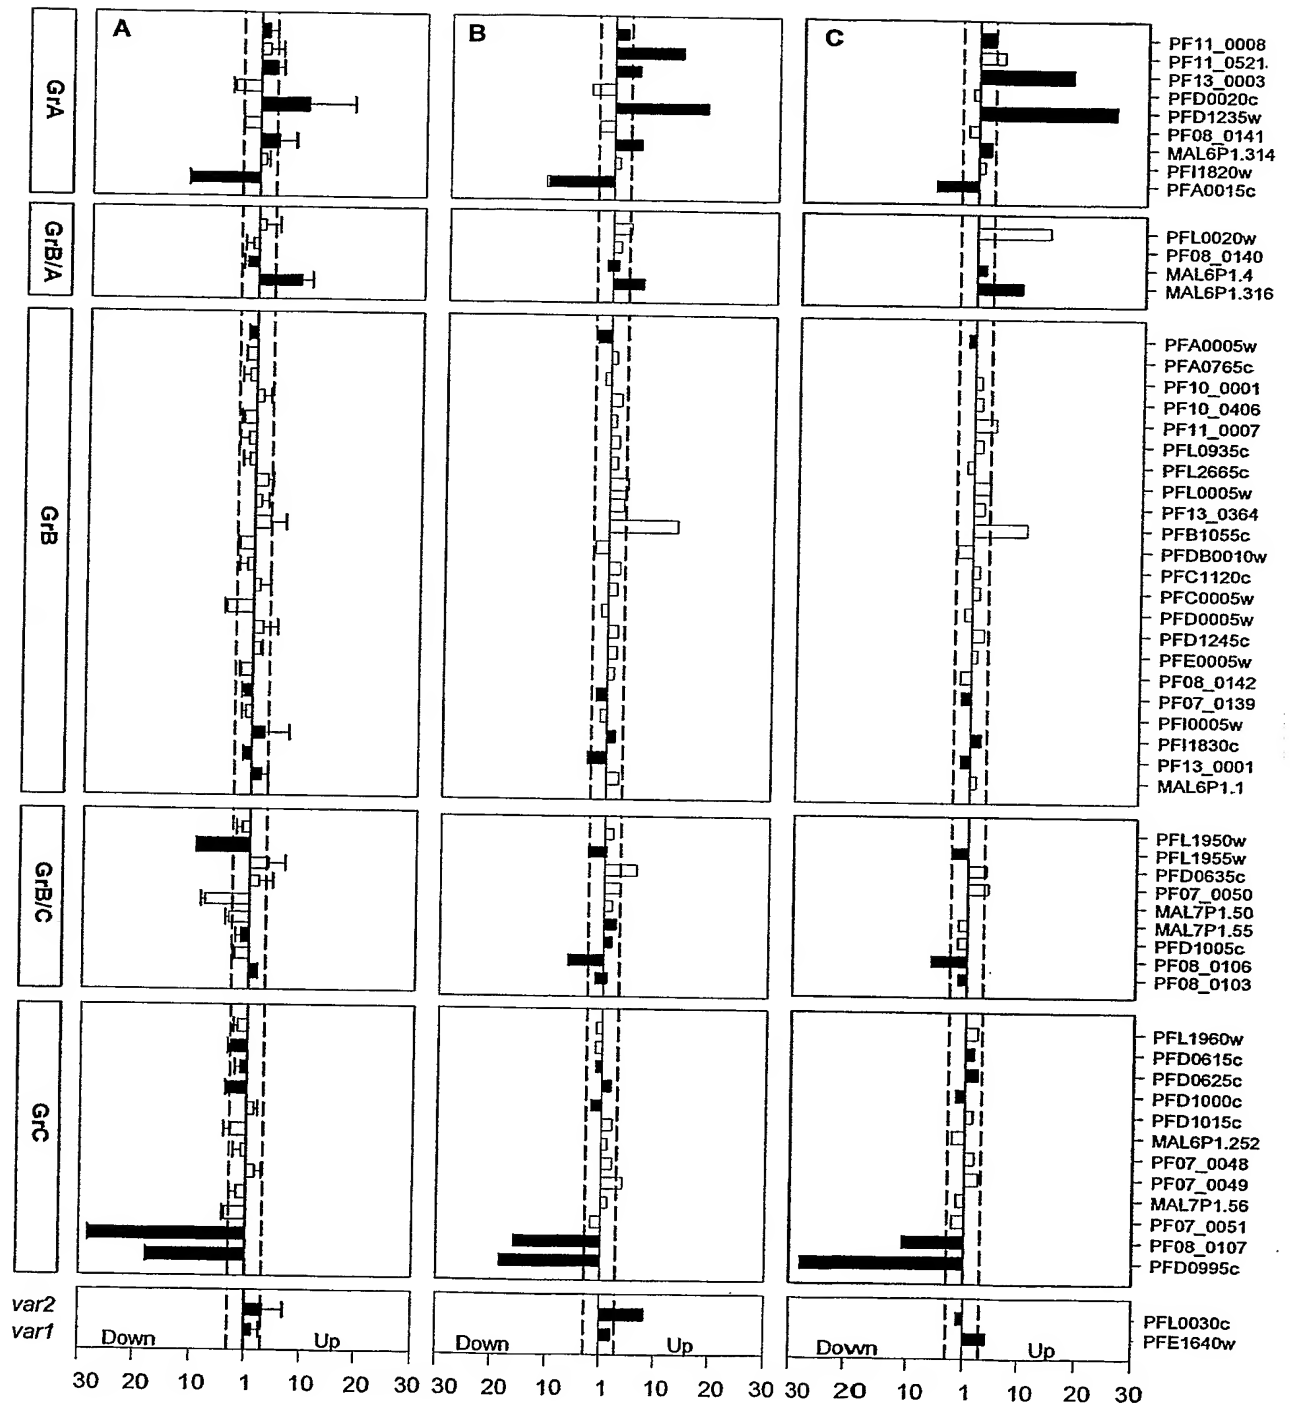 A
B
C
GrA
PF11_0008
PF11_0521
PF13_0003
PFD0020c
PFD1235w
PF08_0141
MAL6P1.314
PFI1820w
PFA0015c
GrB/A
PFL0020w
PF08_0140
MAL6P1.4
MAL6P1.316
GrB
PFA0005w
PFA0765c
PF10_0001
PF10_0406
PF11_0007
PFL0935c
PFL2665c
PFL0005w
PF13_0364
PFB1055c
PFDB0010w
PFC1120c
PFC0005w
PFD0005w
PFD1245c
PFE0005w
PF08_0142
PF07_0139
PFI0005w
PFI1830c
PF13_0001
MAL6P1.1
GrB/C
PFL1950w
PFL1955w
PFD0635c
PF07_0050
MAL7P1.50
MAL7P1.55
PFD1005c
PF08_0106
PF08_0103
GrC
PFL1960w
PFD0615c
PFD0625c
PFD1000c
PFD1015c
MAL6P1.252
PF07_0048
PF07_0049
MAL7P1.56
PF07_0051
PF08_0107
PFD0995c
var2
var1
PFL0030c
PFE1640w
Down Up
Down Up
Down Up
30 20 10 1 10 20 30
20 10 1 10 20 30
30 20 10 1 10 20 30